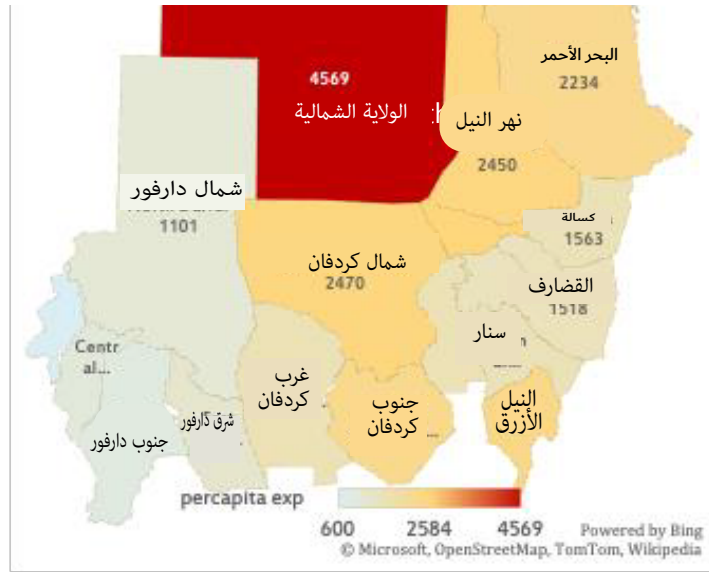 البحر الأحمر
2234
4569
الولاية الشمالية
نهر النيل
2450
شمال دارفور
1101
كسالة
1563
شمال كردفان
2470
القضارف
1518
سنار
Centr
al...
غرب
كردفان
جنوب
كردفان
النيل
الأزرق
شرق دارفور
جنوب دارفور
percapita exp
600 2584 4569
Powered by Bing
© Microsoft, OpenStreetMap, TomTom, Wikipedia